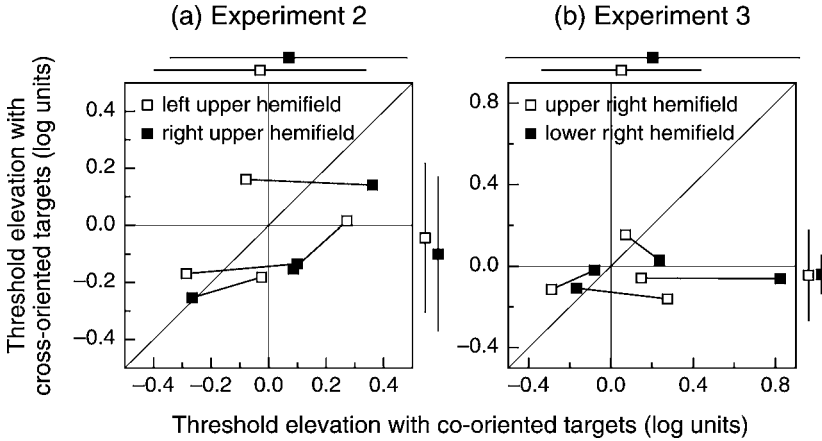 (a) Experiment 2
(b) Experiment 3
Threshold elevation with
cross-oriented targets (log units)
left upper hemifield
right upper hemifield
0.4
0.2
0.0
−0.2
−0.4
−0.4 −0.2 0.0 0.2 0.4
upper right hemifield
lower right hemifield
0.8
0.4
0.0
−0.4
−0.4 0.0 0.4 0.8
Threshold elevation with co-oriented targets (log units)